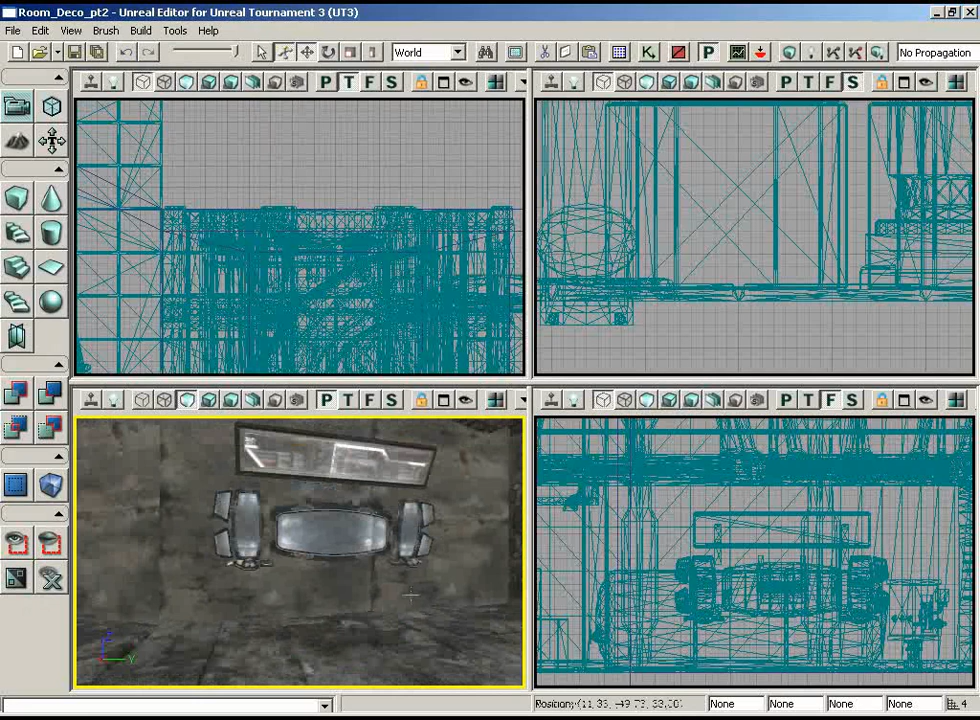 Room_Deco_pt2 - Unreal Editor for Unreal Tournament 3 (UT3)
File Edit View Brush Build Tools Help
World
P
No Propagation
P T F S
P T F S
P T F S
P T F S
Z
Y
None
None
None
None
4